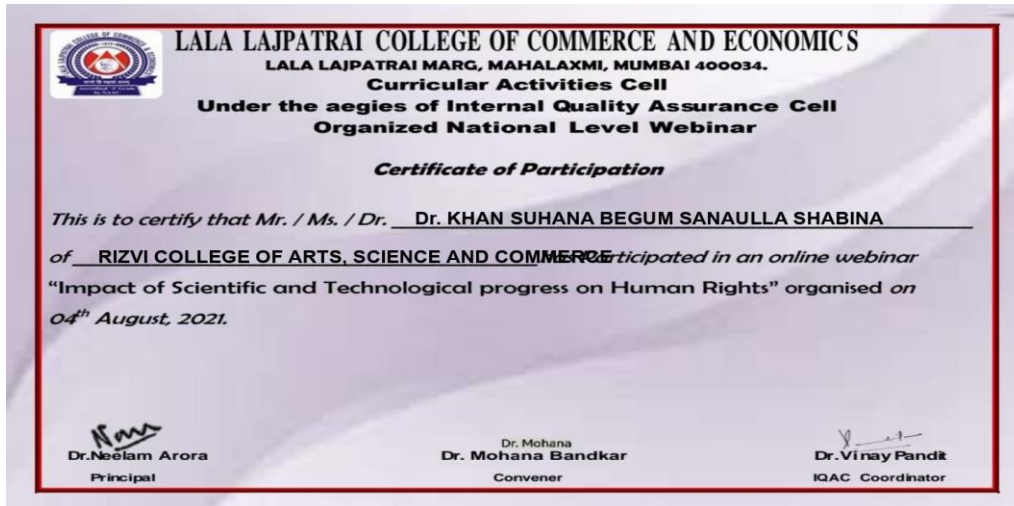 LALA LAJPATRAI COLLEGE OF COMMERCE AND ECONOMICS
LALA LAJPATRAI MARG, MAHALAXMI, MUMBAI 400034.
Curricular Activities Cell
Under the aegies of Internal Quality Assurance Cell
Organized National Level Webinar
Certificate of Participation
This is to certify that Mr. / Ms. / Dr. Dr. KHAN SUHANA BEGUM SANAULLA SHABINA
of RIZVI COLLEGE OF ARTS, SCIENCE AND COMMERCE participated in an online webinar
“Impact of Scientific and Technological progress on Human Rights” organised on
04th August, 2021.
Dr. Mohana
Dr.Neelam Arora Dr. Mohana Bandkar Dr.Vinay Pandit
Principal Convener IQAC Coordinator